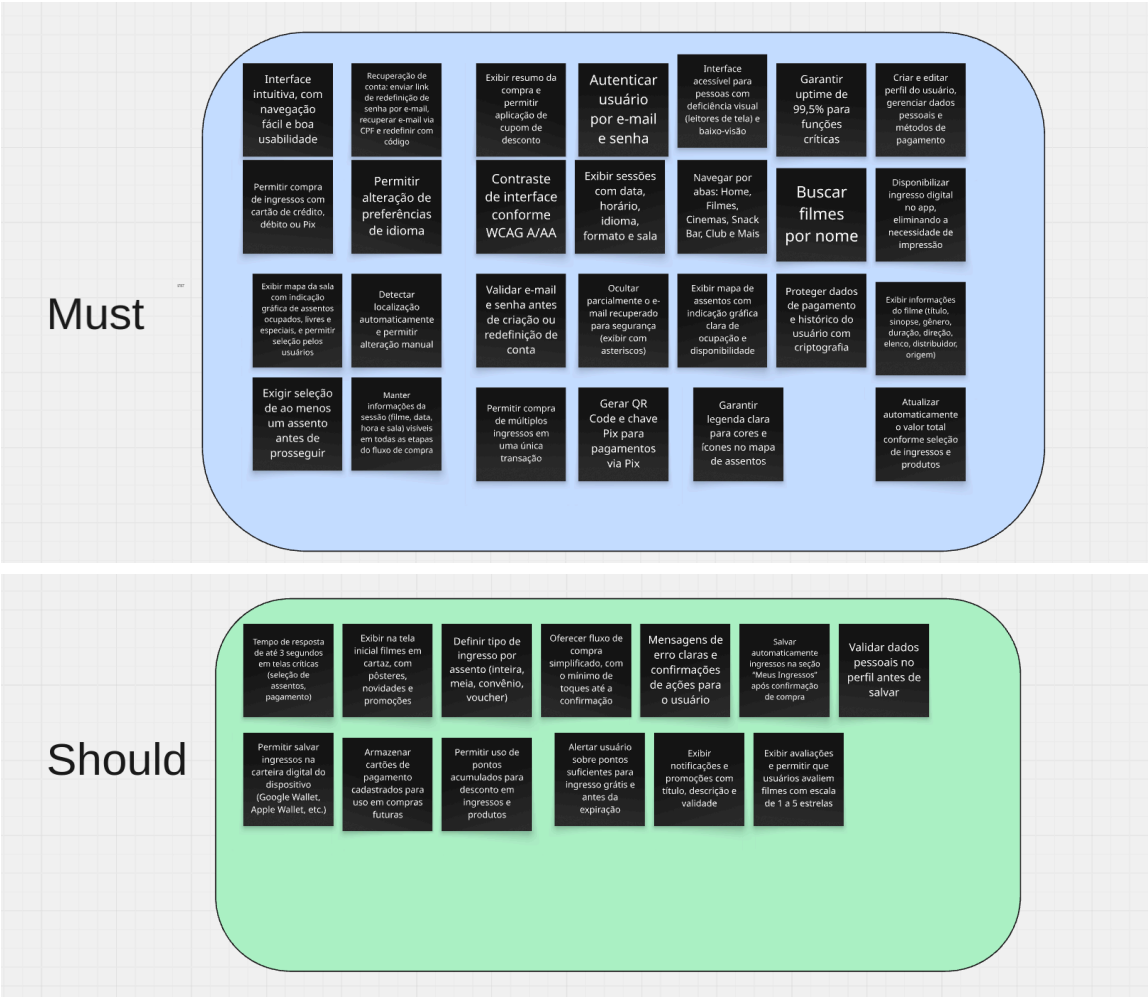 Must
Interface
intuitiva, com
navegação
fácil e boa
usabilidade
Recuperação de
conta: enviar link
de redefinição de
senha por e-mail,
recuperar e-mail via
CPF e redefinir com
código
Exibir resumo da
compra e
permitir
aplicação de
cupom de
desconto
Autenticar
usuário
por e-mail
e senha
Interface
acessível para
pessoas com
deficiência visual
(leitores de tela) e
baixo-visão
Garantir
uptime de
99,5% para
funções
críticas
Criar e editar
perfil do usuário,
gerenciar dados
pessoais e
métodos de
pagamento
Permitir compra
de ingressos com
cartão de crédito,
débito ou Pix
Permitir
alteração de
preferências
de idioma
Contraste
de interface
conforme
WCAG A/AA
Exibir sessões
com data,
horário,
idioma,
formato e sala
Navegar por
abas: Home,
Filmes,
Cinemas, Snack
Bar, Club e Mais
Buscar
filmes
por nome
Disponibilizar
ingresso digital
no app,
eliminando a
necessidade de
impressão
Exibir mapa da sala
com indicação
gráfica de assentos
ocupados, livres e
especiais, e permitir
seleção pelos
usuários
Detectar
localização
automaticamente
e permitir
alteração manual
Validar e-mail
e senha antes
de criação ou
redefinição de
conta
Ocultar
parcialmente o e-
mail recuperado
para segurança
(exibir com
asteriscos)
Exibir mapa de
assentos com
indicação gráfica
clara de
ocupação e
disponibilidade
Proteger dados
de pagamento
e histórico do
usuário com
criptografia
Exibir informações
do filme (título,
sinopse, gênero,
duração, direção,
elenco, distribuidor,
origem)
Exigir seleção
de ao menos
um assento
antes de
prosseguir
Manter
informações da
sessão (filme, data,
hora e sala) visíveis
em todas as etapas
do fluxo de compra
Permitir compra
de múltiplos
ingressos em
uma única
transação
Gerar QR
Code e chave
Pix para
pagamentos
via Pix
Garantir
legenda clara
para cores e
ícones no mapa
de assentos
Atualizar
automaticamente
o valor total
conforme seleção
de ingressos e
produtos
Should
Tempo de resposta
de até 3 segundos
em telas críticas
(seleção de
assentos,
pagamento)
Exibir na tela
inicial filmes em
cartaz, com
pôsteres,
novidades e
promoções
Definir tipo de
ingresso por
assento (inteira,
meia, convênio,
voucher)
Oferecer fluxo de
compra
simplificado, com
o mínimo de
toques até a
confirmação
Mensagens de
erro claras e
confirmações
de ações para
o usuário
Salvar
automaticamente
ingressos na seção
"Meus Ingressos"
após confirmação
de compra
Validar dados
pessoais no
perfil antes de
salvar
Permitir salvar
ingressos na
carteira digital do
dispositivo
(Google Wallet,
Apple Wallet, etc.)
Armazenar
cartões de
pagamento
cadastrados para
uso em compras
futuras
Permitir uso de
pontos
acumulados para
desconto em
ingressos e
produtos
Alertar usuário
sobre pontos
suficientes para
ingresso grátis e
antes da
expiração
Exibir
notificações e
promoções com
título, descrição e
validade
Exibir avaliações
e permitir que
usuários avaliem
filmes com escala
de 1 a 5 estrelas